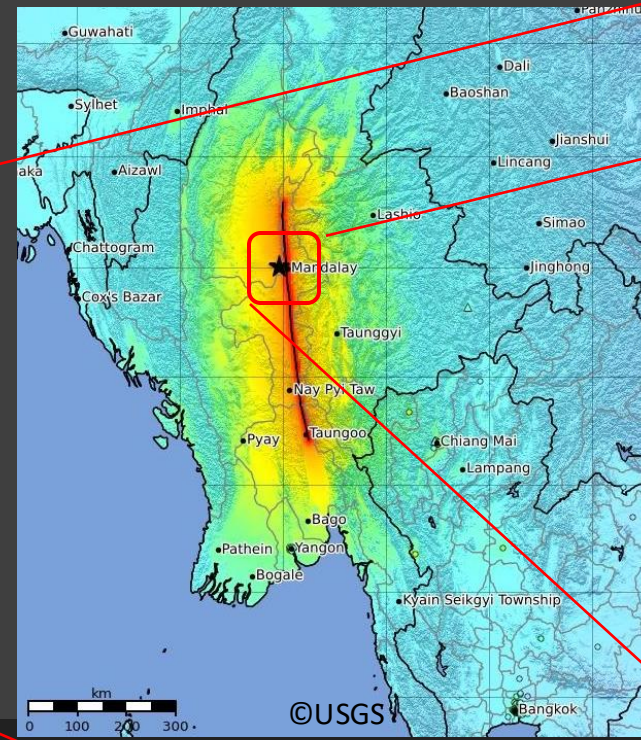 Panzhihua
Guwahati
Dali
Baoshan
Sylhet
Imphal
Jianshui
Lincang
aka
Aizawl
Lashio
Simao
Chattogram
Mandalay
Jinghong
Cox's Bazar
Taunggyi
Nay Pyi Taw
Taungoo
Pyay
Chiang Mai
Lampang
Bago
Pathein
Yangon
Bogale
Kyain Seikgyi Township
km
0 100 200 300
©USGS
Bangkok